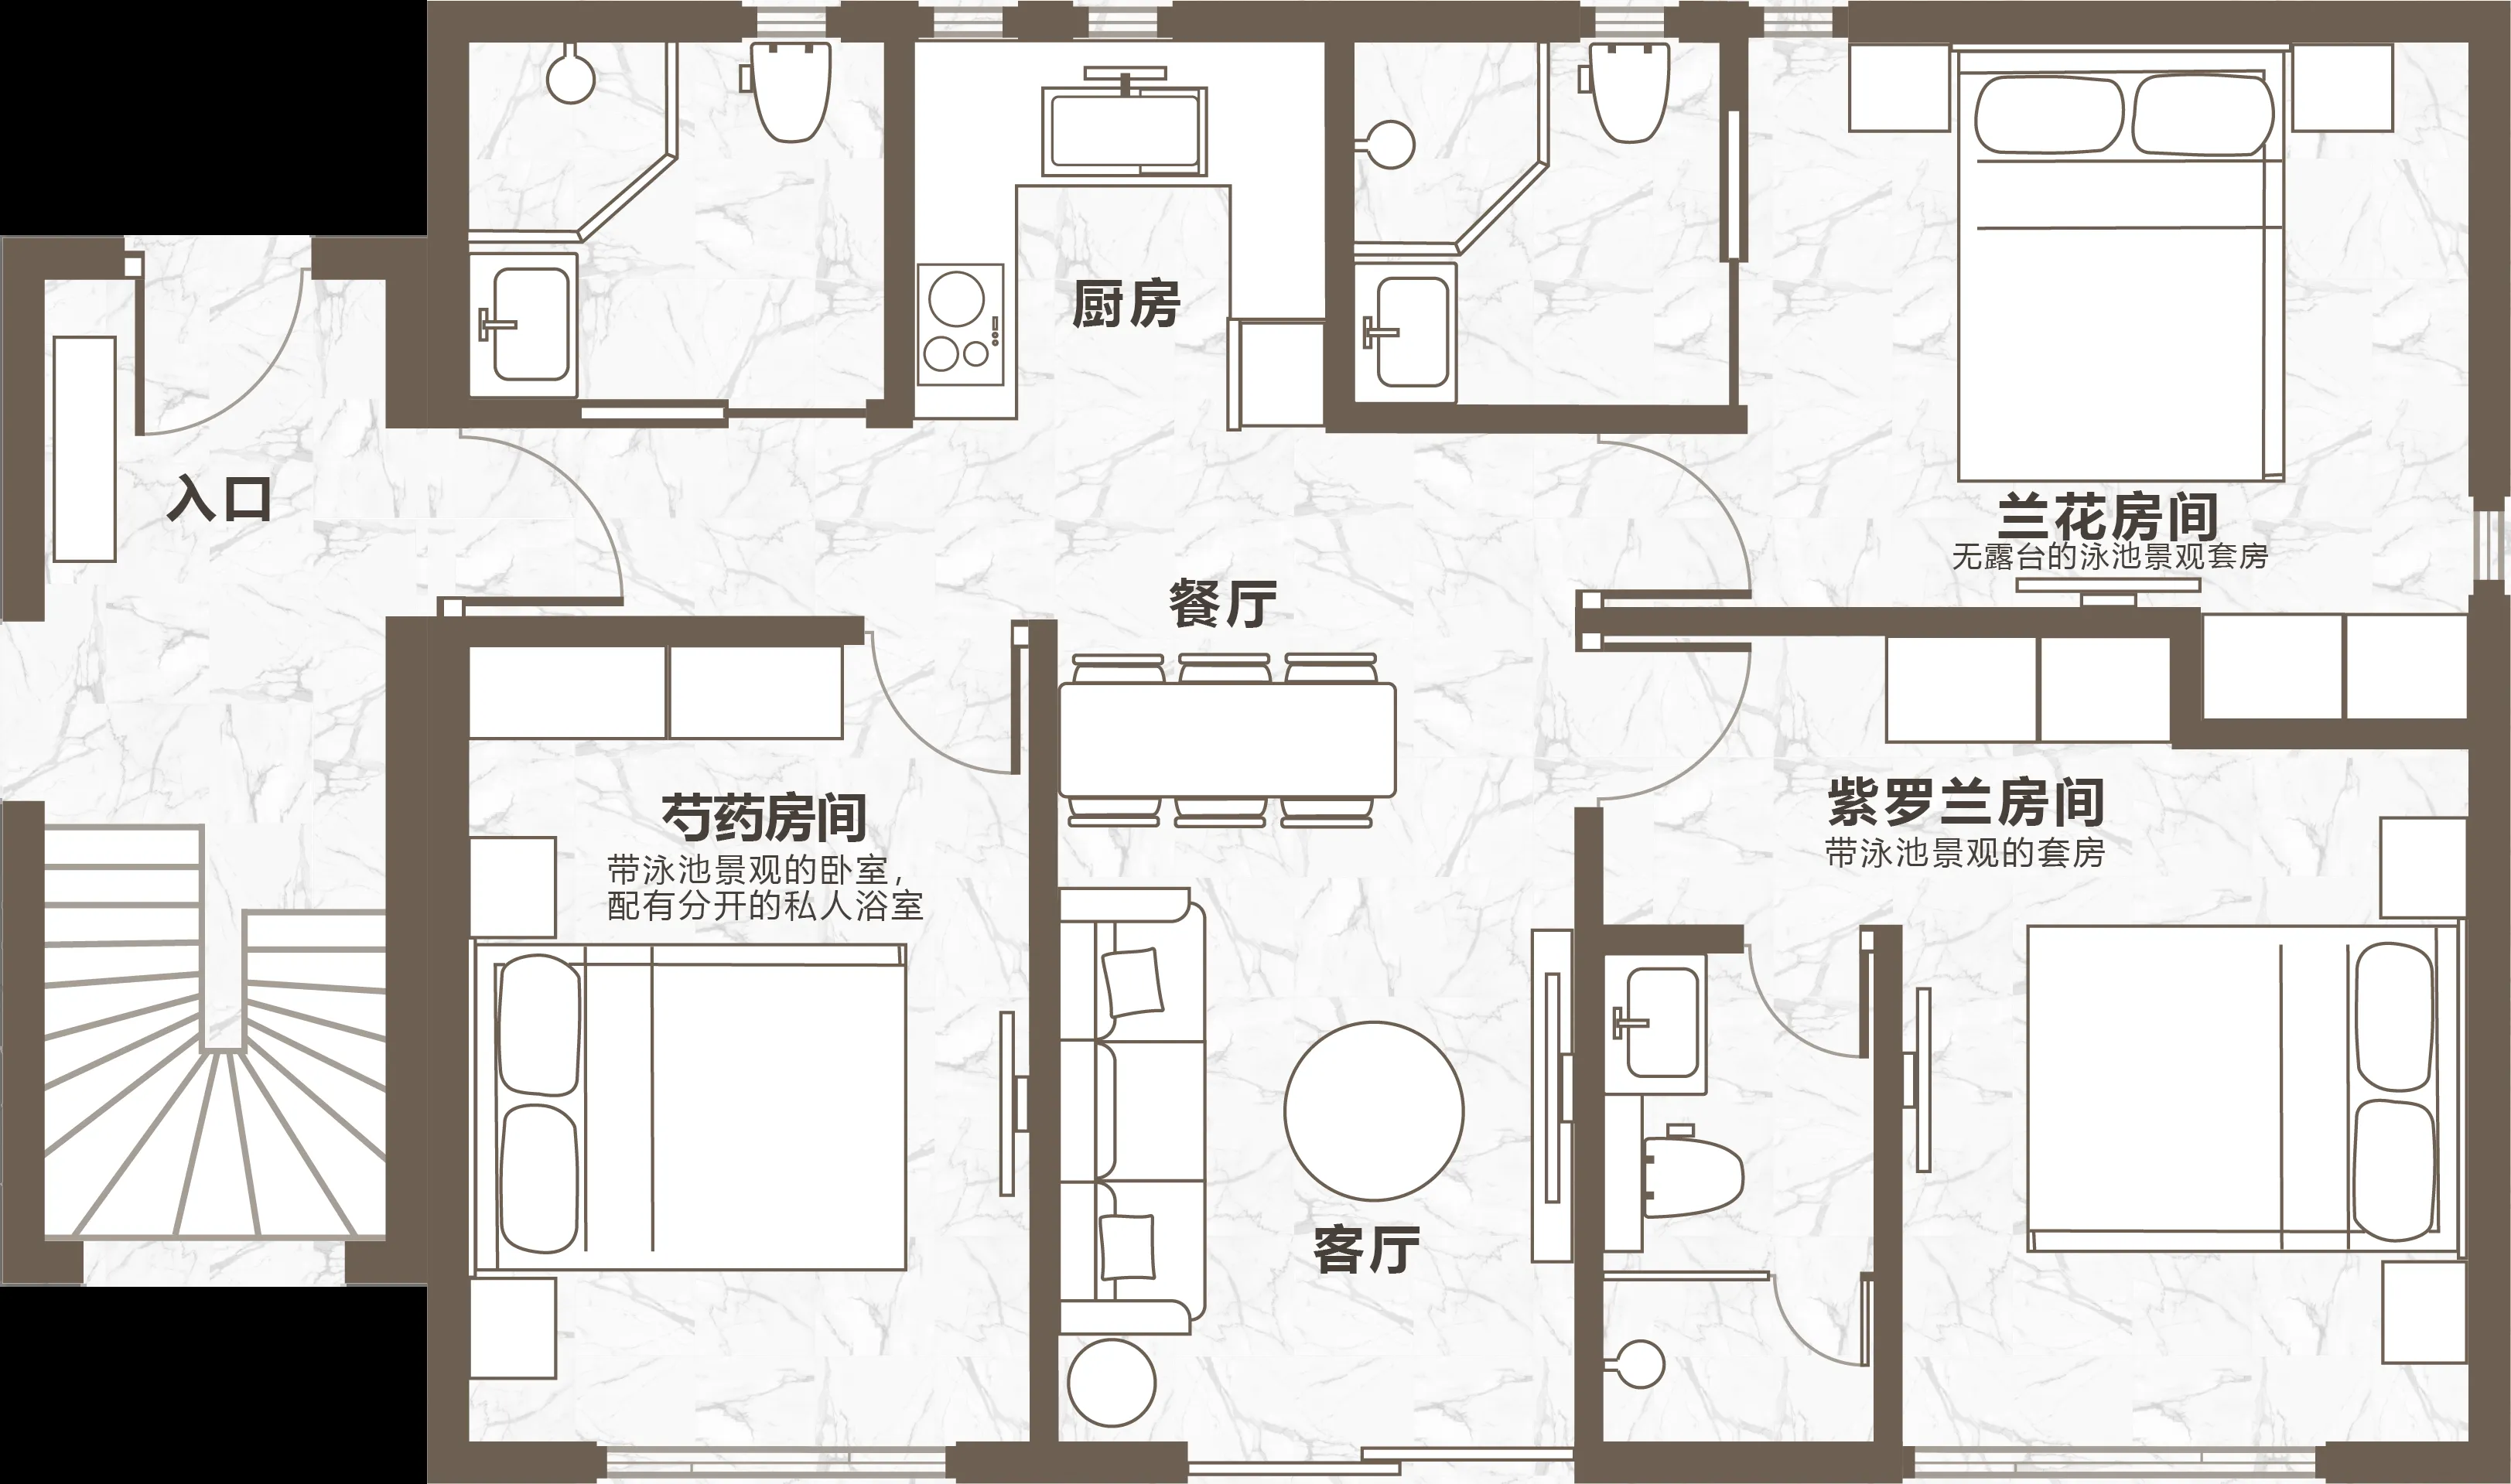 厨房
入口
兰花房间
无露台的泳池景观套房
餐厅
紫罗兰房间
带泳池景观的套房
芍药房间
带泳池景观的卧室，
配有分开的私人浴室
客厅